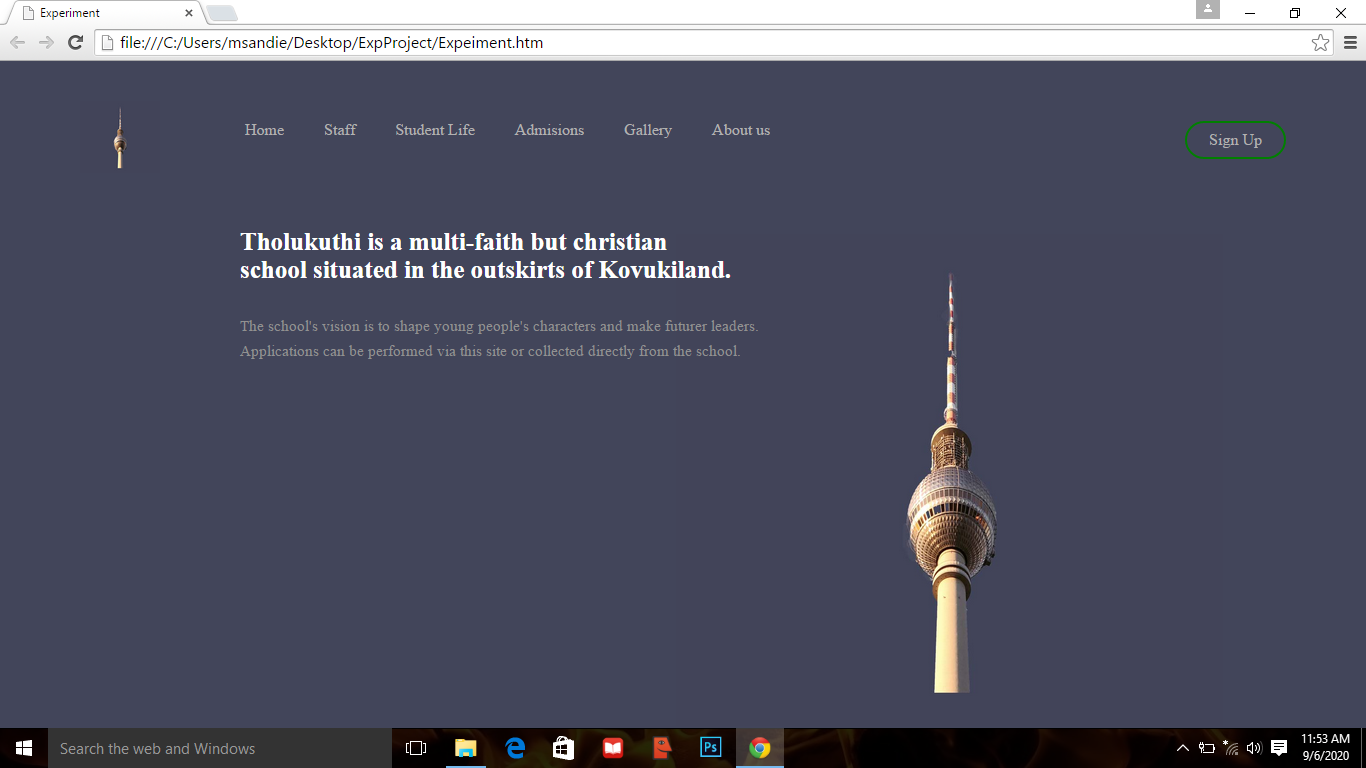 Experiment
file:///C:/Users/msandie/Desktop/ExpProject/Expeiment.htm
Home Staff Student Life Admisions Gallery About us
Sign Up
Tholukuthi is a multi-faith but christian
school situated in the outskirts of Kovukiland.
The school's vision is to shape young people's characters and make futurer leaders.
Applications can be performed via this site or collected directly from the school.
Search the web and Windows
Ps
11:53 AM
9/6/2020